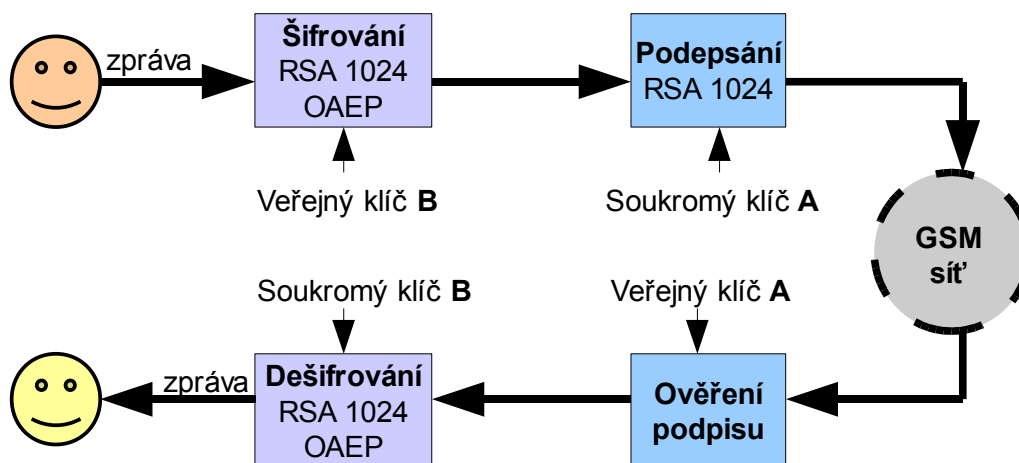 zpráva
Šifrování
RSA 1024
OAEP
Podepsání
RSA 1024
Veřejný klíč B
Soukromý klíč A
GSM
síť
Soukromý klíč B
Veřejný klíč A
zpráva
Dešifrování
RSA 1024
OAEP
Ověření
podpisu